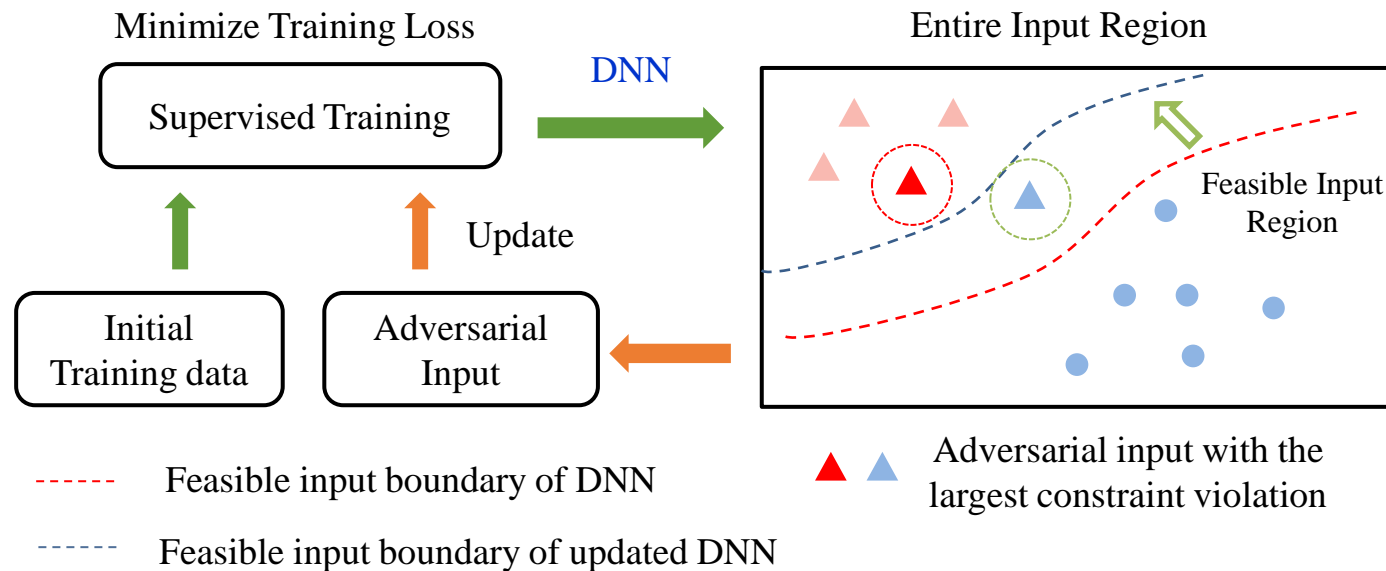 Minimize Training Loss
Supervised Training
DNN
Entire Input Region
Feasible Input
Region
Update
Initial
Training data
Adversarial
Input
Feasible input boundary of DNN
Feasible input boundary of updated DNN
Adversarial input with the
largest constraint violation